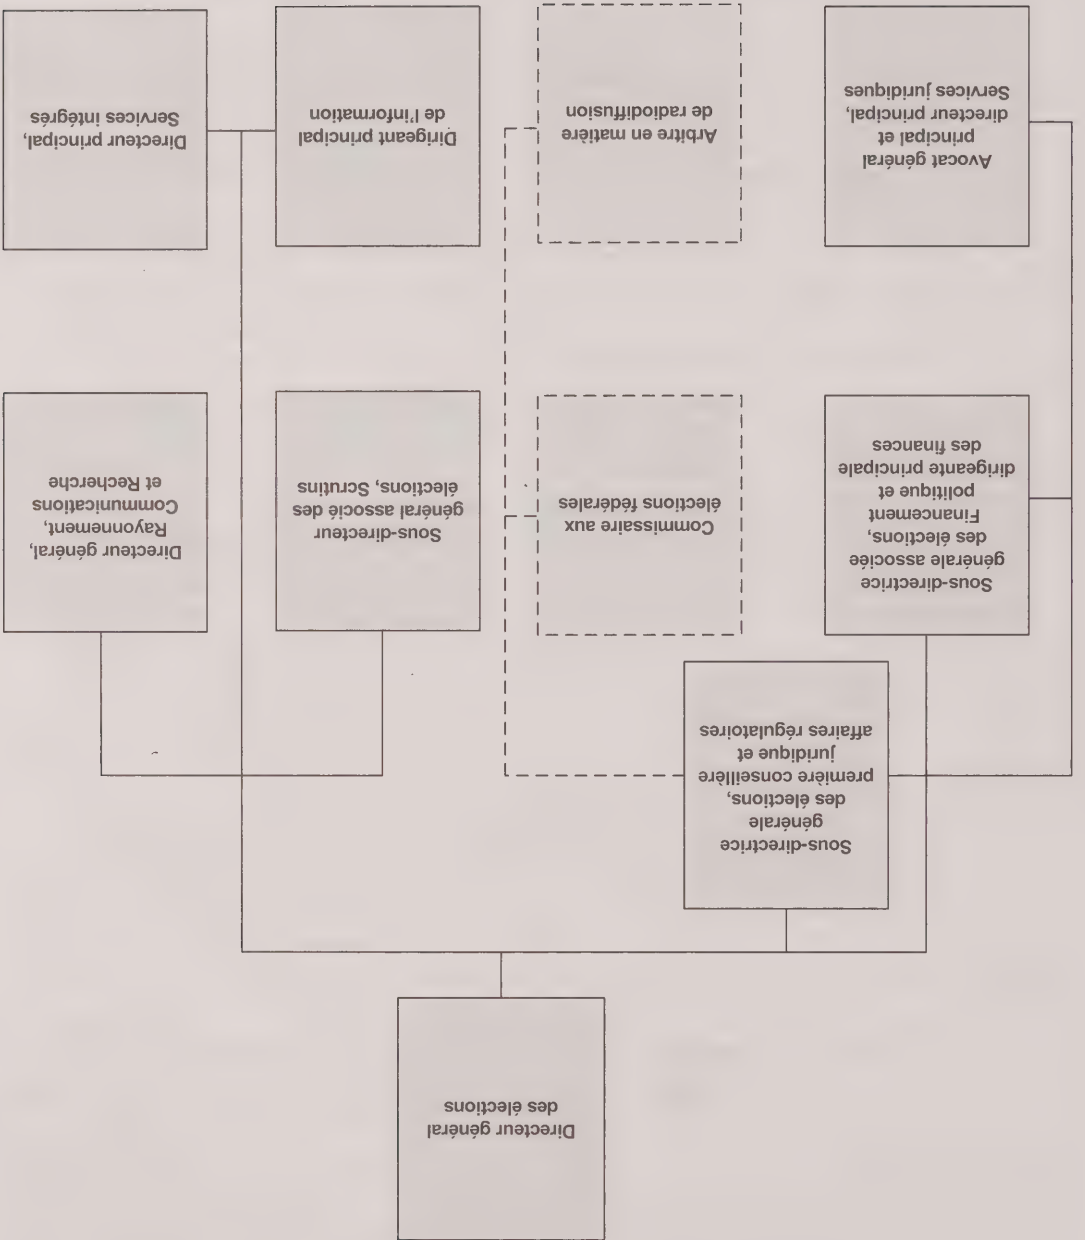 Directeur général
des élections
Sous-directrice
générale
des élections,
première conseillère
juridique et
affaires régulatoires
Sous-directrice
générale associée
des élections,
Financement
politique et
dirigeante principale
des finances
Commissaire aux
élections fédérales
Sous-directeur
général associé des
élections, Scrutins
Directeur général,
Rayonnement,
Communications
et Recherche
Avocat général
principal et
directeur principal,
Services juridiques
Arbitre en matière
de radiodiffusion
Dirigeant principal
de l'information
Directeur principal,
Services intégrés